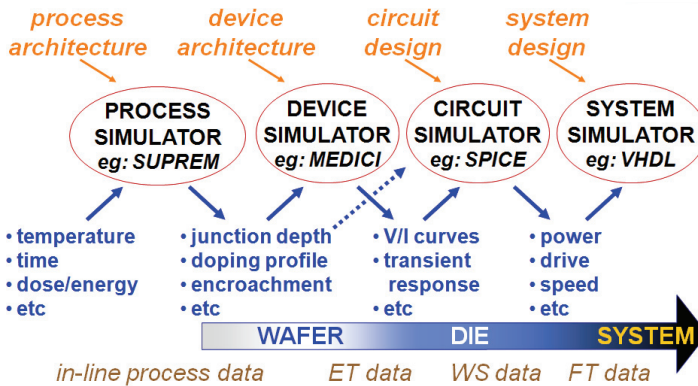 process architecture
device architecture
circuit design
system design
PROCESS
SIMULATOR
eg: SUPREM
DEVICE
SIMULATOR
eg: MEDICI
CIRCUIT
SIMULATOR
eg: SPICE
SYSTEM
SIMULATOR
eg: VHDL
• temperature
• time
• dose/energy
• etc
• junction depth
• doping profile
• encroachment
• etc
• V/I curves
• transient
response
• etc
• power
• drive
• speed
• etc
WAFER
DIE
SYSTEM
in-line process data
ET data
WS data
FT data